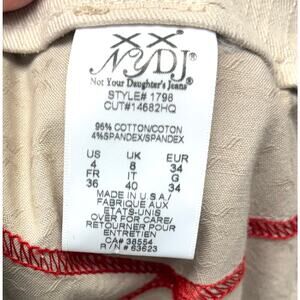 XX
NYDJ®
Not Your Daughter's Jeans®
STYLE# 1798
CUT#14682HQ
96% COTTON/COTON
4%SPANDEX/SPANDEX
US UK EUR
4 8 34
FR IT G
36 40 34
MADE IN U.S.A./
FABRIQUE AUX
ETATS-UNIS
OVER FOR CARE/
RETOURNER POUR
ENTRETIEN
CA# 38554
R/N # 63623